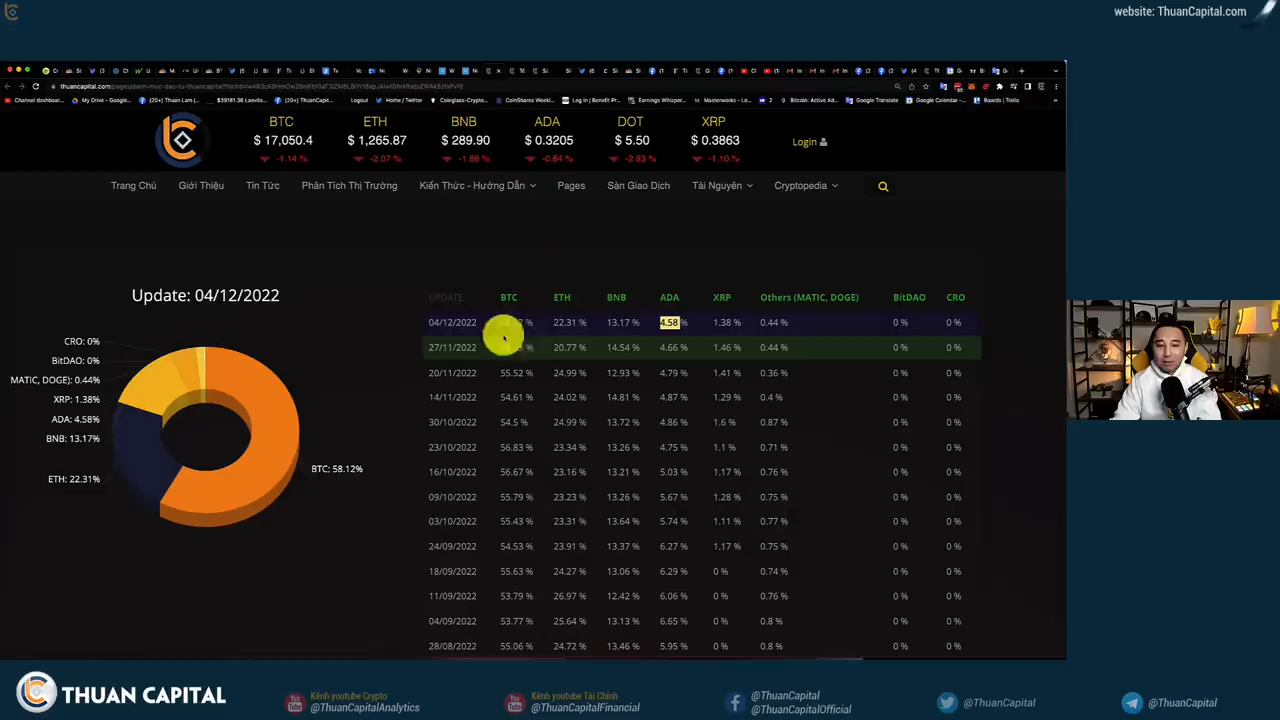 website: ThuanCapital.com
BTC ETH BNB ADA DOT XRP
$ 17,050.4 $ 1,265.87 $ 289.90 $ 0.3205 $ 5.50 $ 0.3863
-1.14 % -2.07 % -1.88 % -0.84 % -2.93 % -1.10 %
Login
Trang Chủ Giới Thiệu Tin Tức Phân Tích Thị Trường Kiến Thức - Hướng Dẫn Pages Sàn Giao Dịch Tài Nguyên Cryptopedia
Update: 04/12/2022
CRO: 0%
BitDAO: 0%
MATIC, DOGE): 0.44%
XRP: 1.38%
ADA: 4.58%
BNB: 13.17%
ETH: 22.31%
BTC: 58.12%
UPDATE BTC ETH BNB ADA XRP Others (MATIC, DOGE) BitDAO CRO
04/12/2022 % 22.31 % 13.17 % 4.58 % 1.38 % 0.44 % 0 % 0 %
27/11/2022 % 20.77 % 14.54 % 4.66 % 1.46 % 0.44 % 0 % 0 %
20/11/2022 55.52 % 24.99 % 12.93 % 4.79 % 1.41 % 0.36 % 0 % 0 %
14/11/2022 54.61 % 24.02 % 14.81 % 4.87 % 1.29 % 0.4 % 0 % 0 %
30/10/2022 54.5 % 24.99 % 13.72 % 4.86 % 1.6 % 0.87 % 0 % 0 %
23/10/2022 56.83 % 23.34 % 13.26 % 4.75 % 1.1 % 0.71 % 0 % 0 %
16/10/2022 56.67 % 23.16 % 13.21 % 5.03 % 1.17 % 0.76 % 0 % 0 %
09/10/2022 55.79 % 23.23 % 13.26 % 5.67 % 1.28 % 0.75 % 0 % 0 %
03/10/2022 55.43 % 23.31 % 13.64 % 5.74 % 1.11 % 0.77 % 0 % 0 %
24/09/2022 54.53 % 23.91 % 13.37 % 6.27 % 1.17 % 0.75 % 0 % 0 %
18/09/2022 55.63 % 24.27 % 13.06 % 6.29 % 0 % 0.74 % 0 % 0 %
11/09/2022 53.79 % 26.97 % 12.42 % 6.06 % 0 % 0.76 % 0 % 0 %
04/09/2022 53.77 % 25.64 % 13.13 % 6.65 % 0 % 0.8 % 0 % 0 %
28/08/2022 55.06 % 24.72 % 13.46 % 5.95 % 0 % 0.8 % 0 % 0 %
THUAN CAPITAL
Kênh youtube Crypto
@ThuanCapitalAnalytics
Kênh youtube Tài Chính
@ThuanCapitalFinancial
@ThuanCapital
@ThuanCapitalOfficial
@ThuanCapital
@ThuanCapital